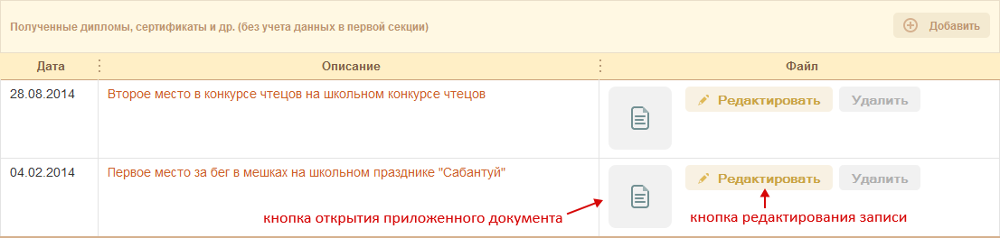 Полученные дипломы, сертификаты и др. (без учета данных в первой секции)
Добавить
Дата Описание Файл
28.08.2014 Второе место в конкурсе чтецов на школьном конкурсе чтецов Редактировать Удалить
04.02.2014 Первое место за бег в мешках на школьном празднике "Сабантуй" Редактировать Удалить
кнопка открытия приложенного документа
кнопка редактирования записи